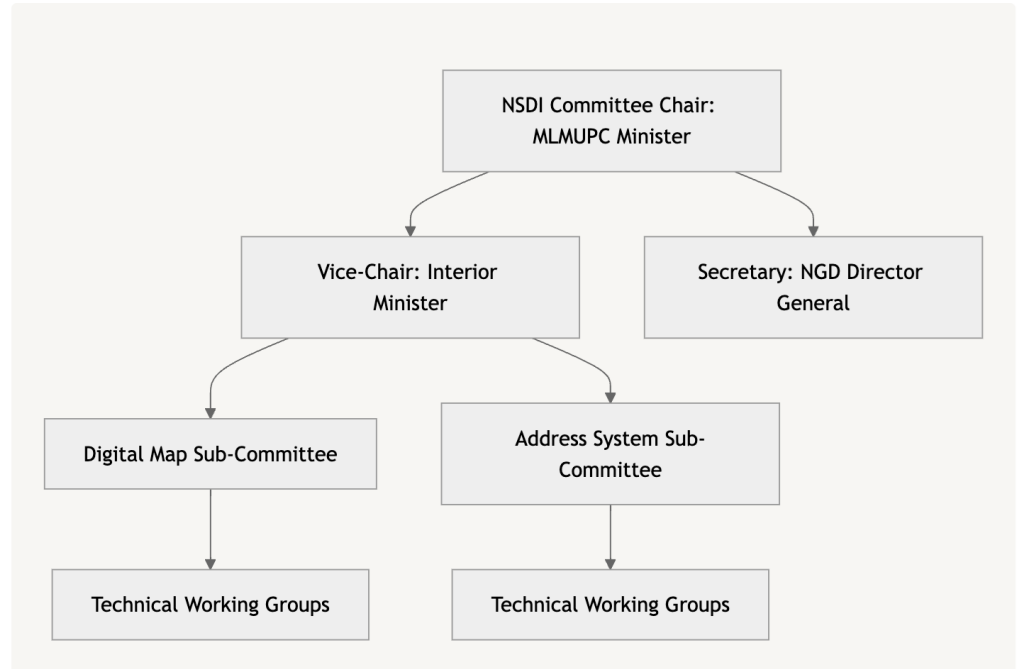 NSDI Committee Chair:
MLMUPC Minister
Vice-Chair: Interior
Minister
Secretary: NGD Director
General
Digital Map Sub-Committee
Address System Sub-
Committee
Technical Working Groups
Technical Working Groups